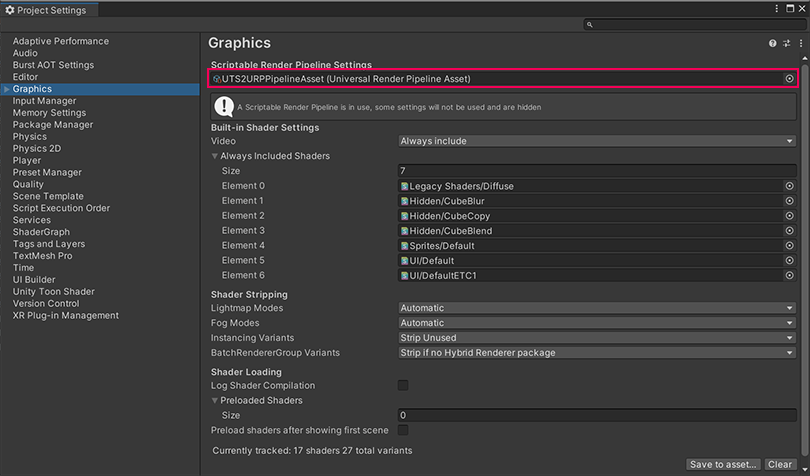 Project Settings
Adaptive Performance
Audio
Burst AOT Settings
Editor
Graphics
Input Manager
Memory Settings
Package Manager
Physics
Physics 2D
Player
Preset Manager
Quality
Scene Template
Script Execution Order
Services
ShaderGraph
Tags and Layers
TextMesh Pro
Time
UI Builder
Unity Toon Shader
Version Control
XR Plug-in Management
Graphics
Scriptable Render Pipeline Settings
UTS2URPPipelineAsset (Universal Render Pipeline Asset)
A Scriptable Render Pipeline is in use, some settings will not be used and are hidden
Built-in Shader Settings
Video Always include
Always Included Shaders
Size 7
Element 0 Legacy Shaders/Diffuse
Element 1 Hidden/CubeBlur
Element 2 Hidden/CubeCopy
Element 3 Hidden/CubeBlend
Element 4 Sprites/Default
Element 5 UI/Default
Element 6 UI/DefaultETC1
Shader Stripping
Lightmap Modes Automatic
Fog Modes Automatic
Instancing Variants Strip Unused
BatchRendererGroup Variants Strip if no Hybrid Renderer package
Shader Loading
Log Shader Compilation
Preloaded Shaders
Size 0
Preload shaders after showing first scene
Currently tracked: 17 shaders 27 total variants
Save to asset... Clear